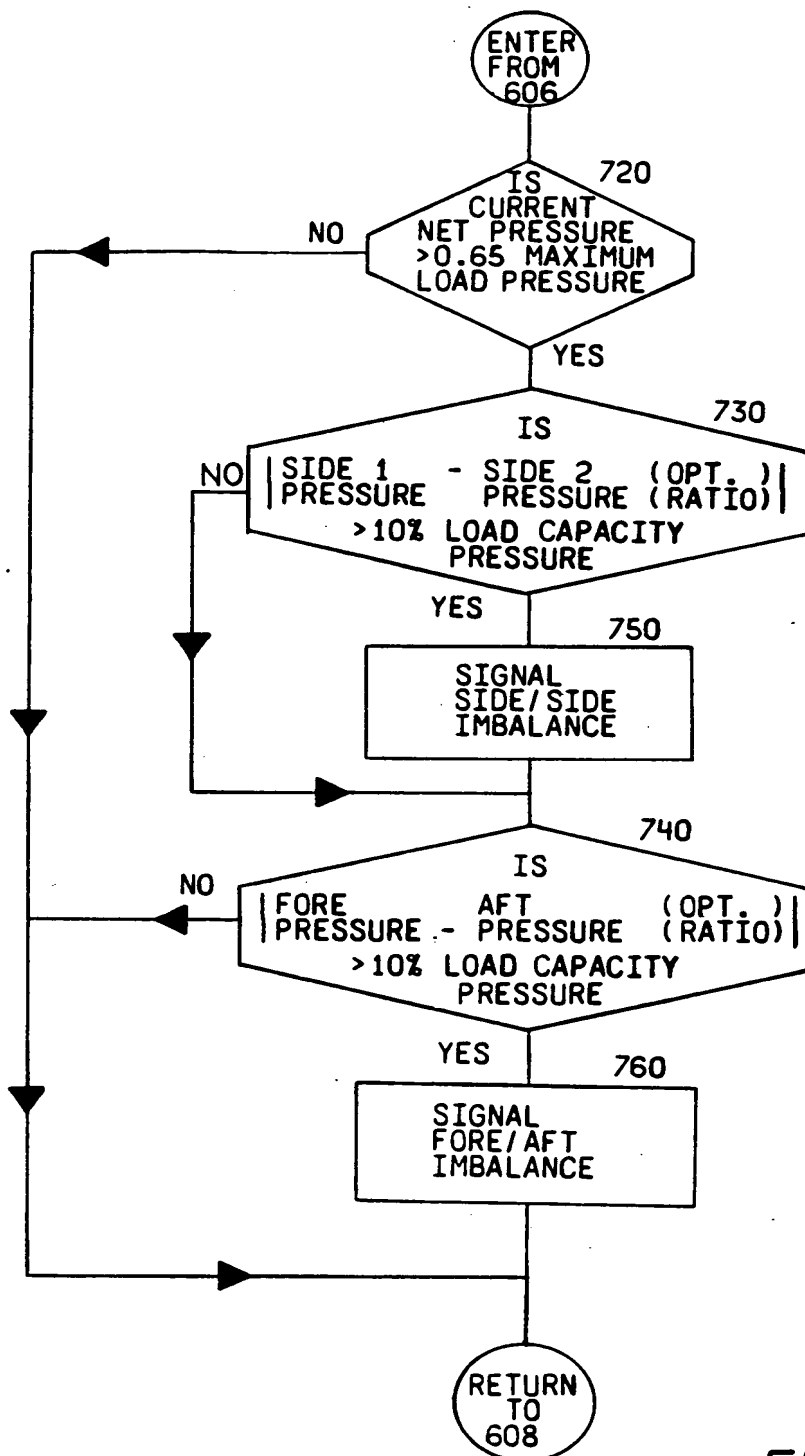 ENTER
FROM
606
720
IS
CURRENT
NET PRESSURE
>0.65 MAXIMUM
LOAD PRESSURE
NO
YES
730
IS
NO
|SIDE 1 - SIDE 2 (OPT. )|
|PRESSURE PRESSURE (RATIO)|
>10% LOAD CAPACITY
PRESSURE
YES
750
SIGNAL
SIDE/SIDE
IMBALANCE
740
IS
NO
|FORE AFT (OPT. )|
|PRESSURE - PRESSURE (RATIO)|
>10% LOAD CAPACITY
PRESSURE
YES
760
SIGNAL
FORE/AFT
IMBALANCE
RETURN
TO
608